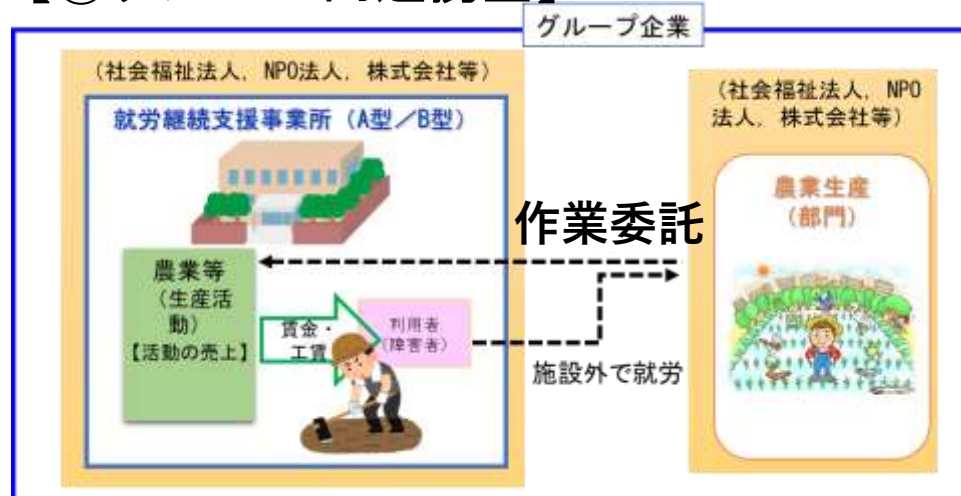 グループ企業
(社会福祉法人，NPO法人，株式会社等)
就労継続支援事業所（A型／B型）
農業等
（生産活
動）
【活動の売上】
賃金・
工賃
利用者
(障害者)
作業委託
施設外で就労
(社会福祉法人，NPO
法人，株式会社等)
農業生産
（部門）